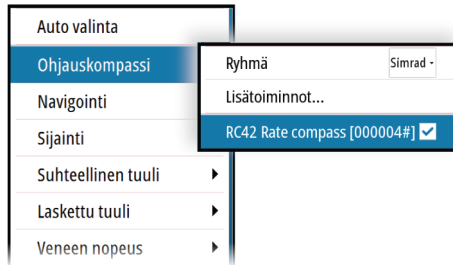 Auto valinta
Ohjauskompassi
Navigointi
Sijainti
Suhteellinen tuuli
Laskettu tuuli
Veneen nopeus
Ryhmä Simrad
Lisätoiminnot...
RC42 Rate compass [000004#]